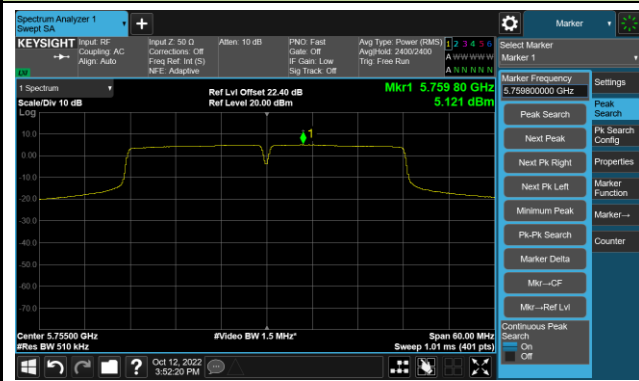 Spectrum Analyzer 1
Swept SA
Marker
KEYSIGHT
Input: RF
Coupling: AC
Align: Auto
Input Z: 50 Ω
Corrections: Off
Freq Ref: Int (S)
NFE: Adaptive
Atten: 10 dB
PNO: Fast
Gate: Off
IF Gain: Low
Sig Track: Off
Avg Type: Power (RMS)
Avg|Hold: 2400/2400
Trig: Free Run
1 2 3 4 5 6
A W W W W W
A N N N N N
LXI
Select Marker
Marker 1
1 Spectrum
Scale/Div 10 dB
Log
Ref Lvl Offset 22.40 dB
Ref Level 20.00 dBm
Mkr1 5.759 80 GHz
5.121 dBm
Marker Frequency
5.759800000 GHz
Peak Search
Next Peak
Next Pk Right
Next Pk Left
Minimum Peak
Pk-Pk Search
Marker Delta
Mkr→CF
Mkr→Ref Lvl
Continuous Peak
Search
On
Off
Settings
Peak
Search
Pk Search
Config
Properties
Marker
Function
Marker→
Counter
10.0
0.00
-10.0
-20.0
-30.0
-40.0
-50.0
-60.0
-70.0
1
Center 5.75500 GHz
#Res BW 510 kHz
#Video BW 1.5 MHz*
Span 60.00 MHz
Sweep 1.01 ms (401 pts)
Oct 12, 2022
3:52:20 PM